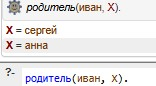 родитель(иван, X).
X = сергей
X = анна
?- родитель(иван, X).